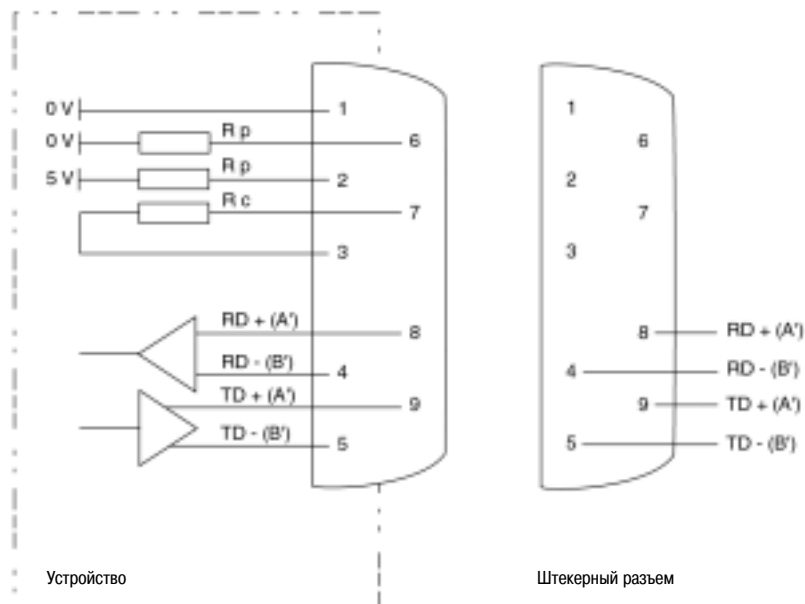 0 V
1
1
R p
0 V
6
6
R p
5 V
2
2
R c
7
7
3
3
RD + (A')
8
8
RD + (A')
RD - (B')
4
4
RD - (B')
TD + (A')
9
9
TD + (A')
TD - (B')
5
5
TD - (B')
Устройство
Штекерный разъем